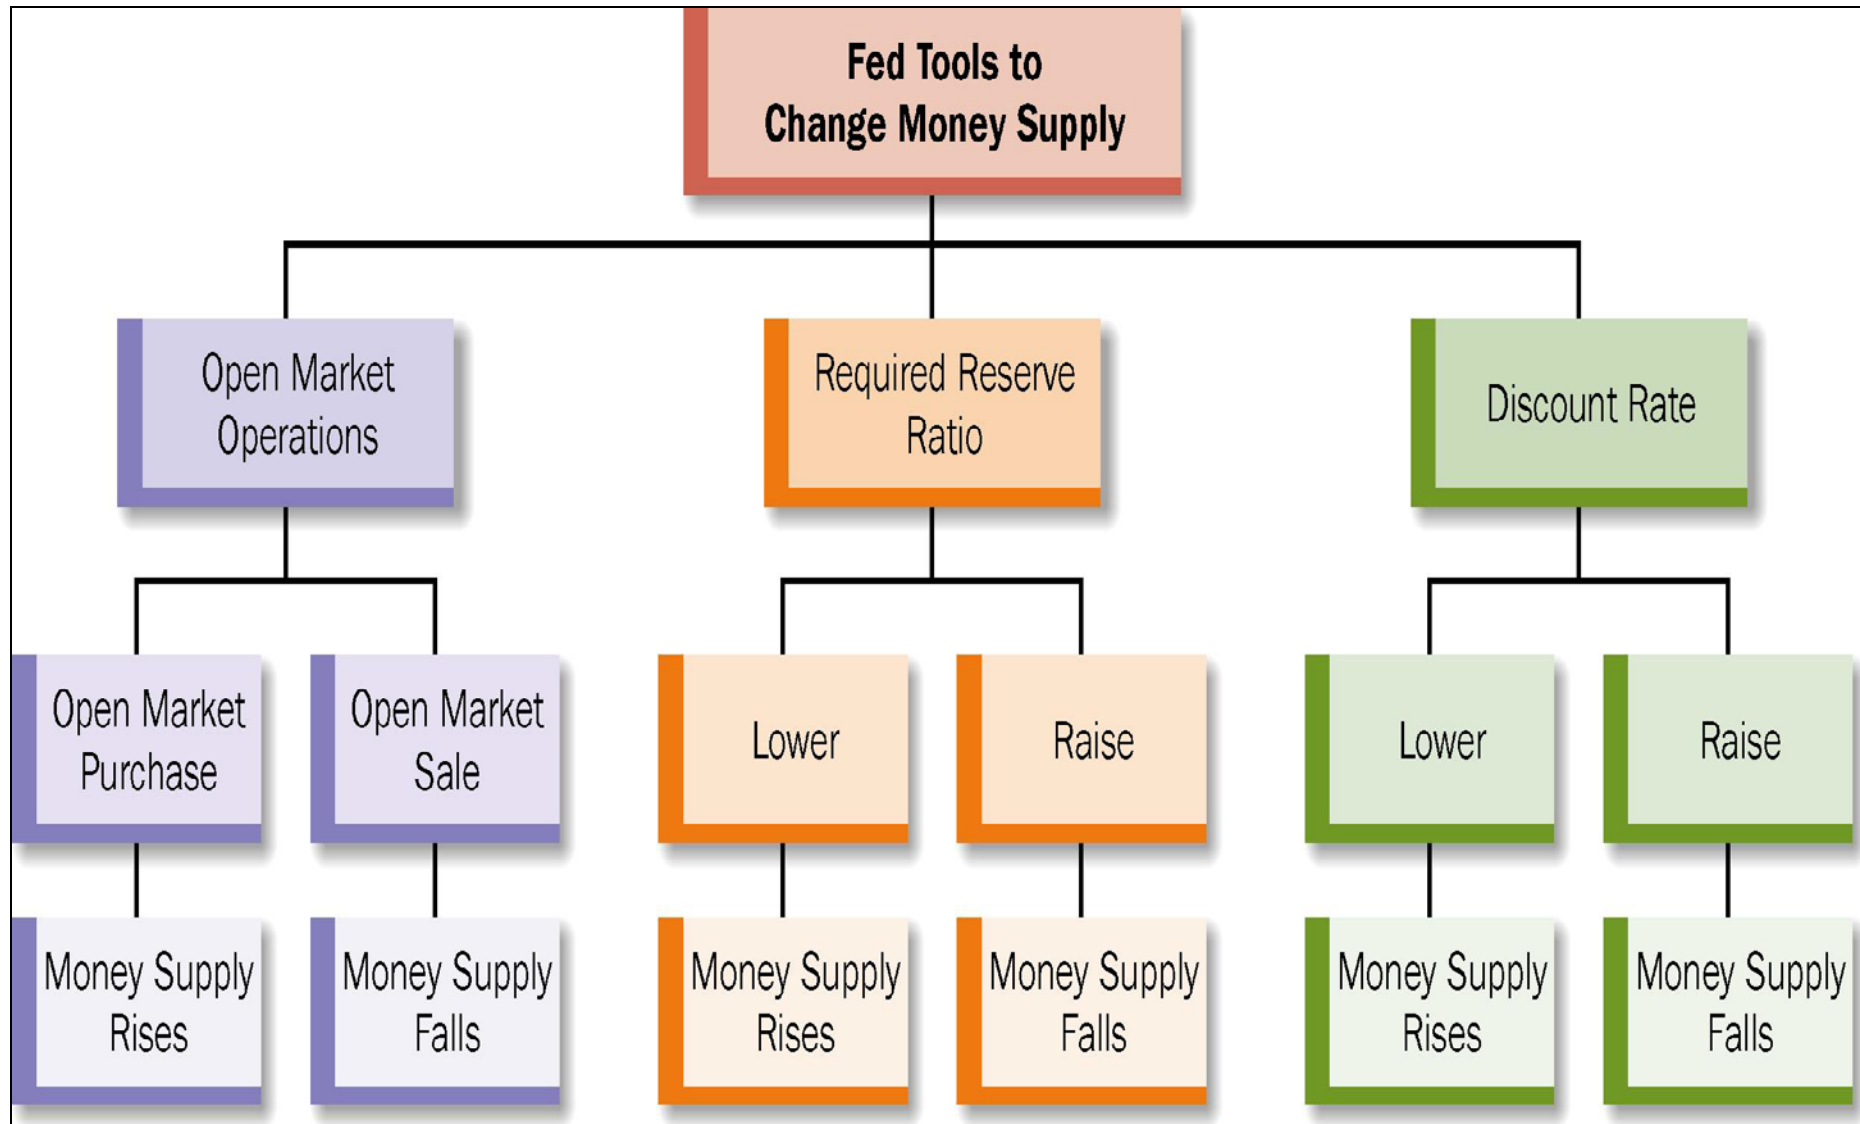 Fed Tools to
Change Money Supply
Open Market
Operations
Required Reserve
Ratio
Discount Rate
Open Market
Purchase
Open Market
Sale
Lower
Raise
Lower
Raise
Money Supply
Rises
Money Supply
Falls
Money Supply
Rises
Money Supply
Falls
Money Supply
Rises
Money Supply
Falls